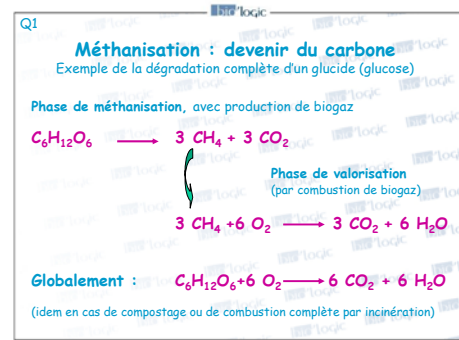 bio'logic
Q1
Méthanisation : devenir du carbone
Exemple de la dégradation complète d'un glucide (glucose)
Phase de méthanisation, avec production de biogaz
C₆H₁₂O₆ → 3 CH₄ + 3 CO₂
Phase de valorisation
(par combustion de biogaz)
3 CH₄ +6 O₂ → 3 CO₂ + 6 H₂O
Globalement : C₆H₁₂O₆+6 O₂ → 6 CO₂ + 6 H₂O
(idem en cas de compostage ou de combustion complète par incinération)